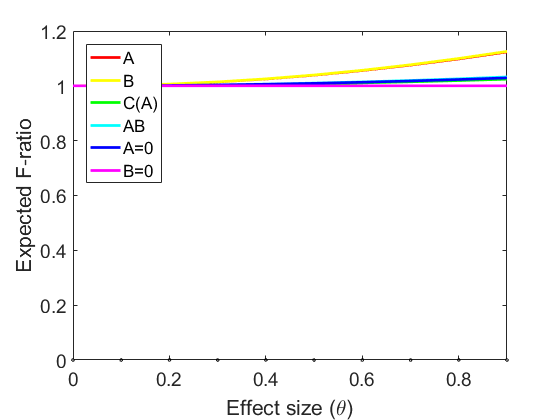 1.2
1
0.8
0.6
0.4
0.2
0
Expected F-ratio
A
B
C(A)
AB
A=0
B=0
0 0.2 0.4 0.6 0.8
Effect size (θ)